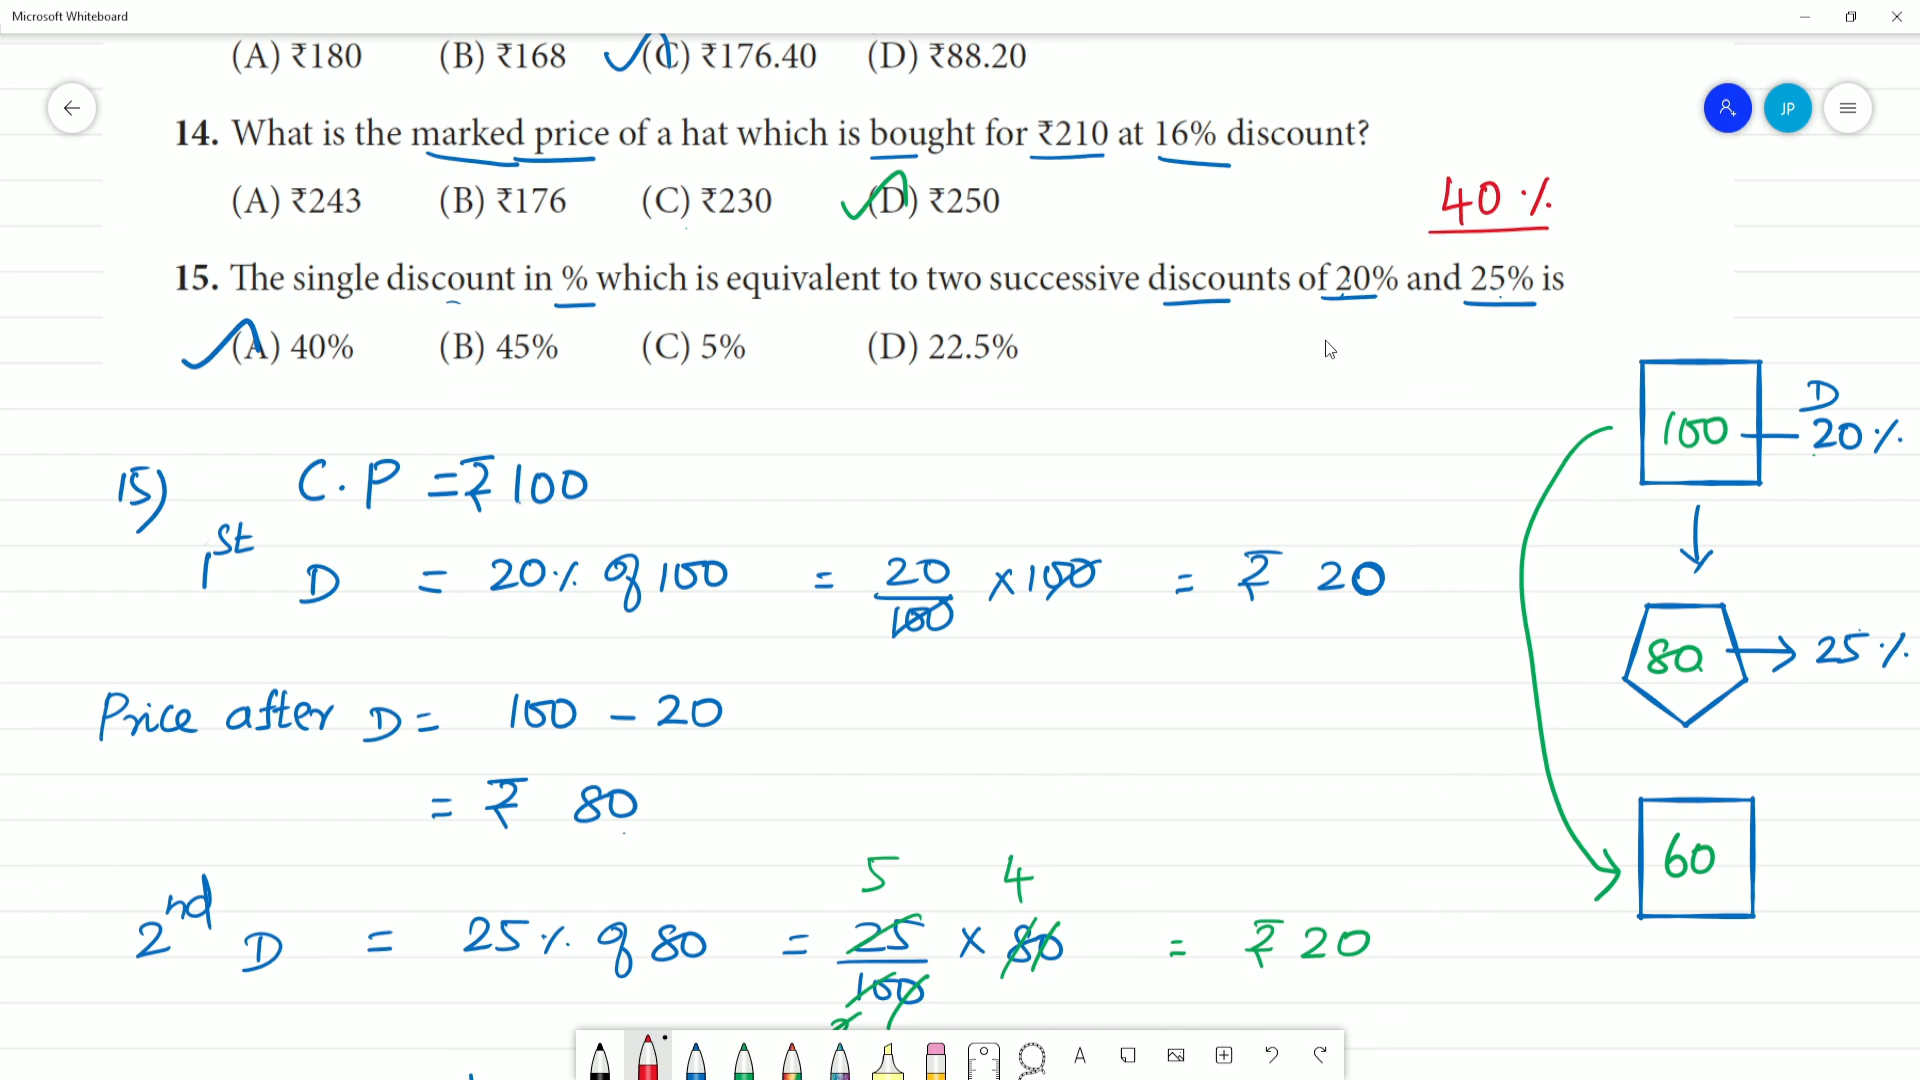 Microsoft Whiteboard
(A) ₹180 (B) ₹168 (C) ₹176.40 (D) ₹88.20
JP
14. What is the marked price of a hat which is bought for ₹210 at 16% discount?
(A) ₹243 (B) ₹176 (C) ₹230 (D) ₹250
40 %
15. The single discount in % which is equivalent to two successive discounts of 20% and 25% is
(A) 40% (B) 45% (C) 5% (D) 22.5%
15) C.P = ₹ 100
1st D = 20% of 100 = 20/100 × 100 = ₹ 20
Price after D = 100 - 20
= ₹ 80
5 4
2nd D = 25% of 80 = 25/100 × 80 = ₹ 20
D
100 20%
80 → 25%
60
A